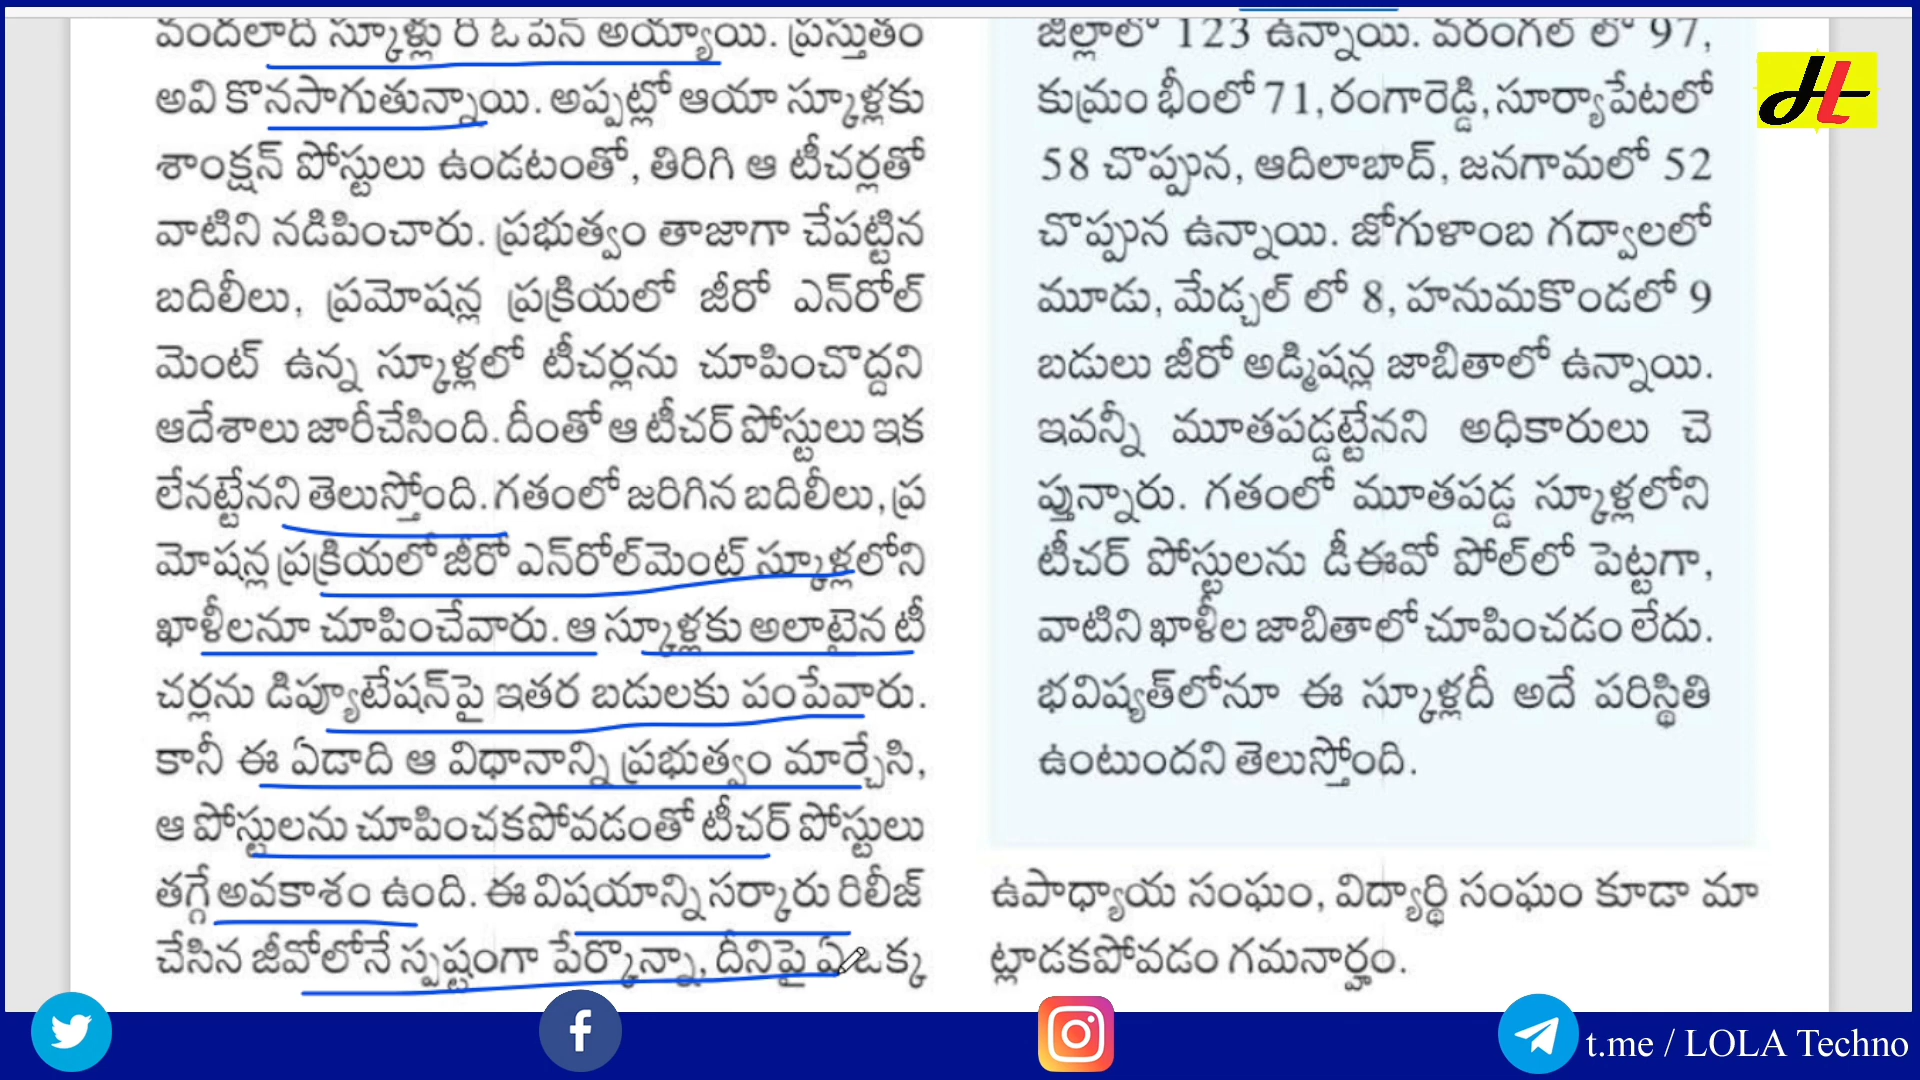 వందలాది స్కూళ్లు రీ ఓపెన్ అయ్యాయి. ప్రస్తుతం
అవి కొనసాగుతున్నాయి. అప్పట్లో ఆయా స్కూళ్లకు
శాంక్షన్ పోస్టులు ఉండటంతో, తిరిగి ఆ టీచర్లతో
వాటిని నడిపించారు. ప్రభుత్వం తాజాగా చేపట్టిన
బదిలీలు, ప్రమోషన్ల ప్రక్రియలో జీరో ఎన్‌రోల్
మెంట్ ఉన్న స్కూళ్లలో టీచర్లను చూపించొద్దని
ఆదేశాలు జారీచేసింది. దీంతో ఆ టీచర్ పోస్టులు ఇక
లేనట్టేనని తెలుస్తోంది. గతంలో జరిగిన బదిలీలు, ప్ర
మోషన్ల ప్రక్రియలో జీరో ఎన్‌రోల్‌మెంట్ స్కూళ్లలోని
ఖాళీలనూ చూపించేవారు. ఆ స్కూళ్లకు అలాటైన టీ
చర్లను డిప్యూటేషన్‌పై ఇతర బడులకు పంపేవారు.
కానీ ఈ ఏడాది ఆ విధానాన్ని ప్రభుత్వం మార్చేసి,
ఆ పోస్టులను చూపించకపోవడంతో టీచర్ పోస్టులు
తగ్గే అవకాశం ఉంది. ఈ విషయాన్ని సర్కారు రిలీజ్
చేసిన జీవోలోనే స్పష్టంగా పేర్కొన్నా, దీనిపై ఏ ఒక్క
జిల్లాలో 123 ఉన్నాయి. వరంగల్ లో 97,
కుమ్రం భీంలో 71, రంగారెడ్డి, సూర్యాపేటలో
58 చొప్పున, ఆదిలాబాద్, జనగామలో 52
చొప్పున ఉన్నాయి. జోగుళాంబ గద్వాలలో
మూడు, మేడ్చల్ లో 8, హనుమకొండలో 9
బడులు జీరో అడ్మిషన్ల జాబితాలో ఉన్నాయి.
ఇవన్నీ మూతపడ్డట్టేనని అధికారులు చె
ప్తున్నారు. గతంలో మూతపడ్డ స్కూళ్లలోని
టీచర్ పోస్టులను డీఈవో పోల్‌లో పెట్టగా,
వాటిని ఖాళీల జాబితాలో చూపించడం లేదు.
భవిష్యత్‌లోనూ ఈ స్కూళ్లదీ అదే పరిస్థితి
ఉంటుందని తెలుస్తోంది.
ఉపాధ్యాయ సంఘం, విద్యార్థి సంఘం కూడా మా
ట్లాడకపోవడం గమనార్హం.
t.me / LOLA Techno